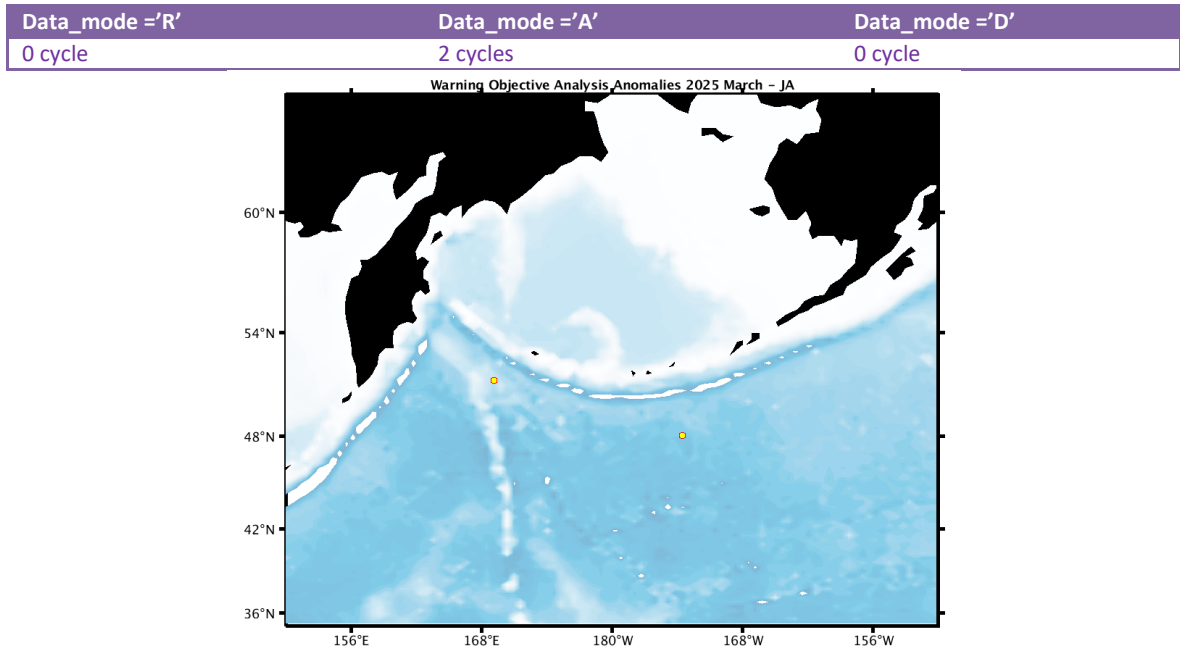 Data_mode ='R' Data_mode ='A' Data_mode ='D'
0 cycle 2 cycles 0 cycle
Warning Objective Analysis Anomalies 2025 March – JA
60°N
54°N
48°N
42°N
36°N
156°E 168°E 180°W 168°W 156°W